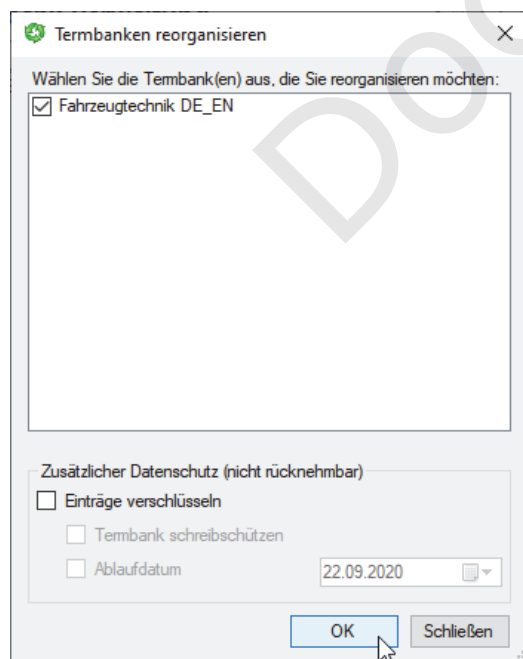 Termbanken reorganisieren
Wählen Sie die Termbank(en) aus, die Sie reorganisieren möchten:
Fahrzeugtechnik DE_EN
Zusätzlicher Datenschutz (nicht rücknehmbar)
Einträge verschlüsseln
Termbank schreibschützen
Ablaufdatum 22.09.2020
OK Schließen